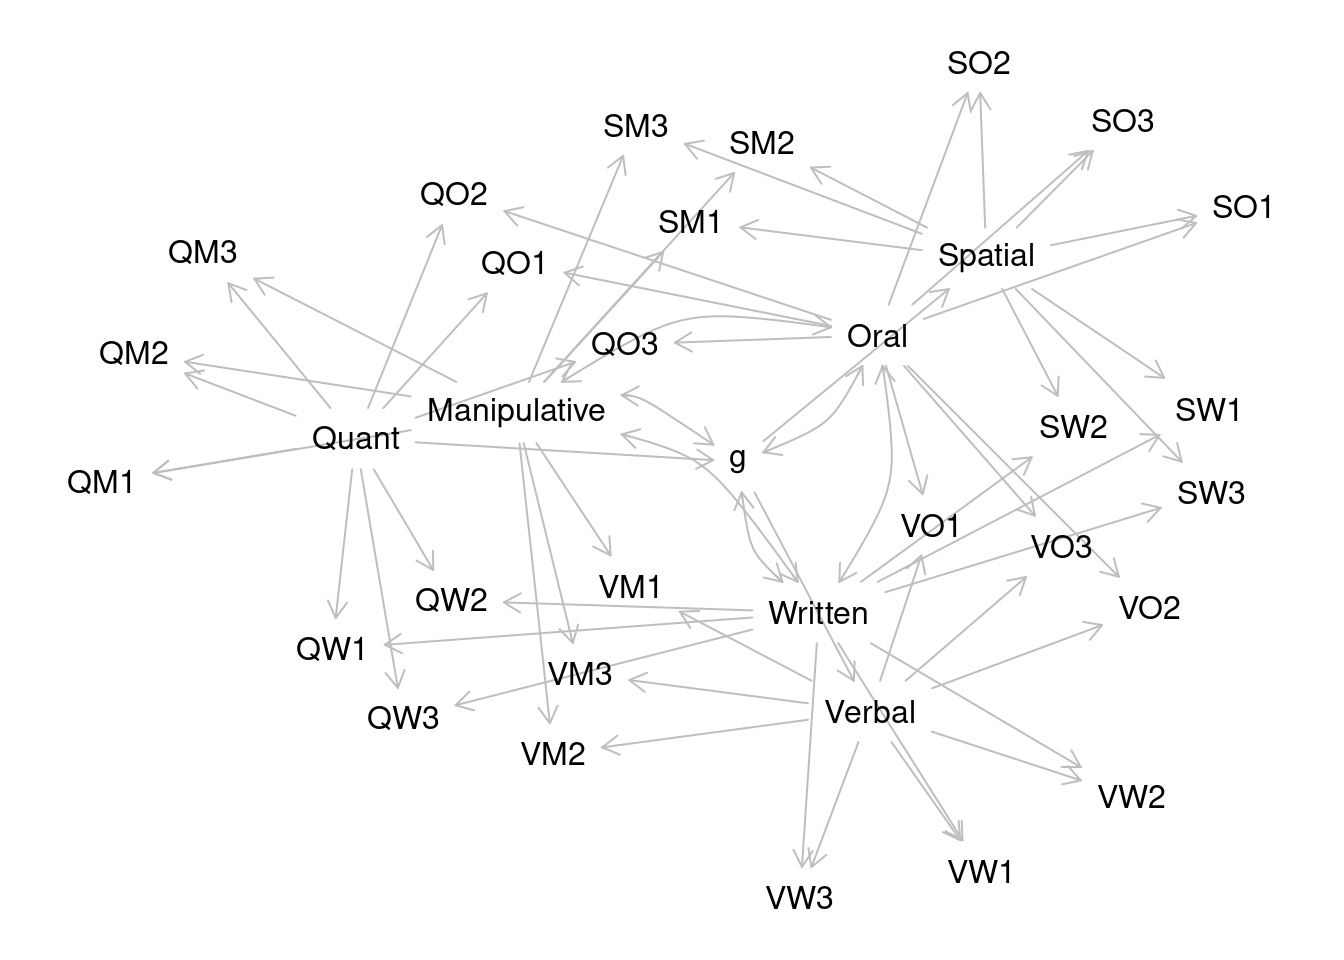 SO2
SO3
SM3
SM2
QO2
SO1
SM1
QM3
QO1
Spatial
Oral
QO3
QM2
Manipulative
SW1
SW2
Quant
g
QM1
SW3
VO1
VO3
VM1
QW2
VO2
Written
QW1
VM3
Verbal
QW3
VM2
VW2
VW1
VW3